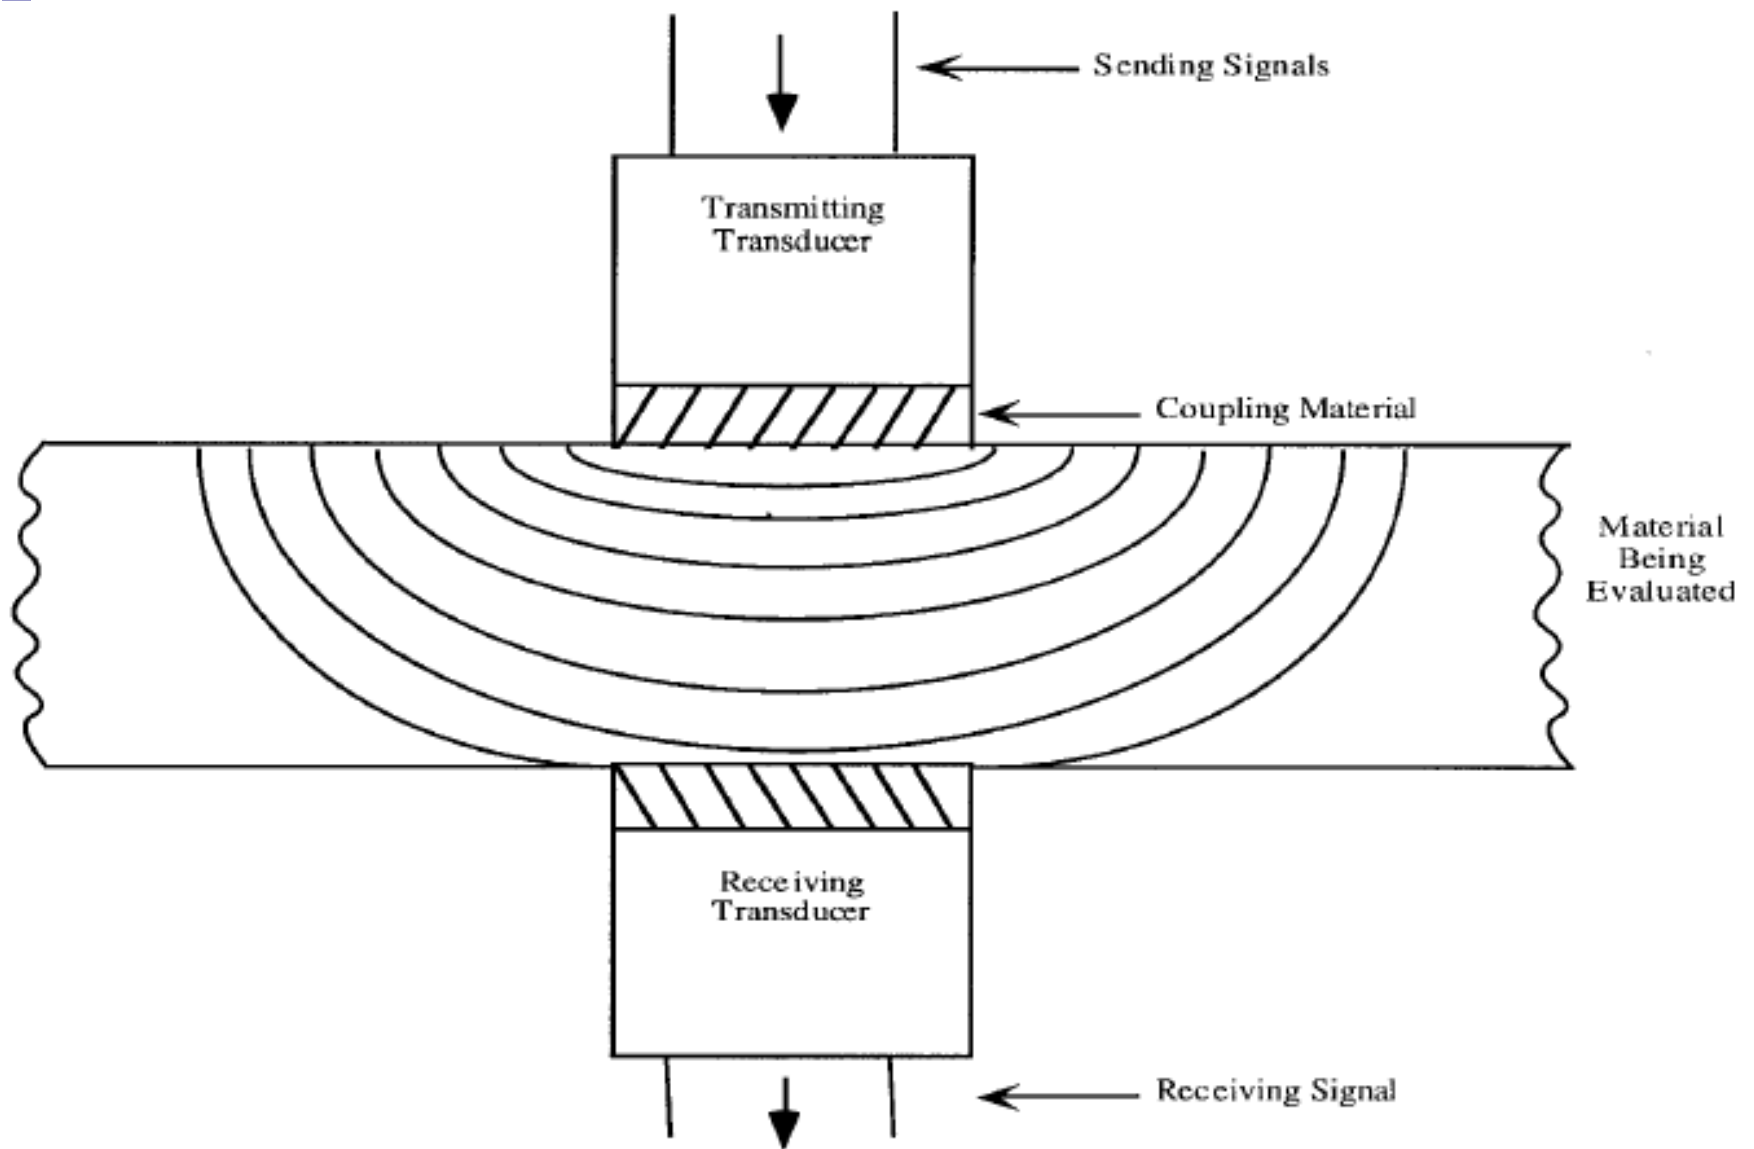 Sending Signals
Transmitting
Transducer
Coupling Material
Material
Being
Evaluated
Receiving
Transducer
Receiving Signal